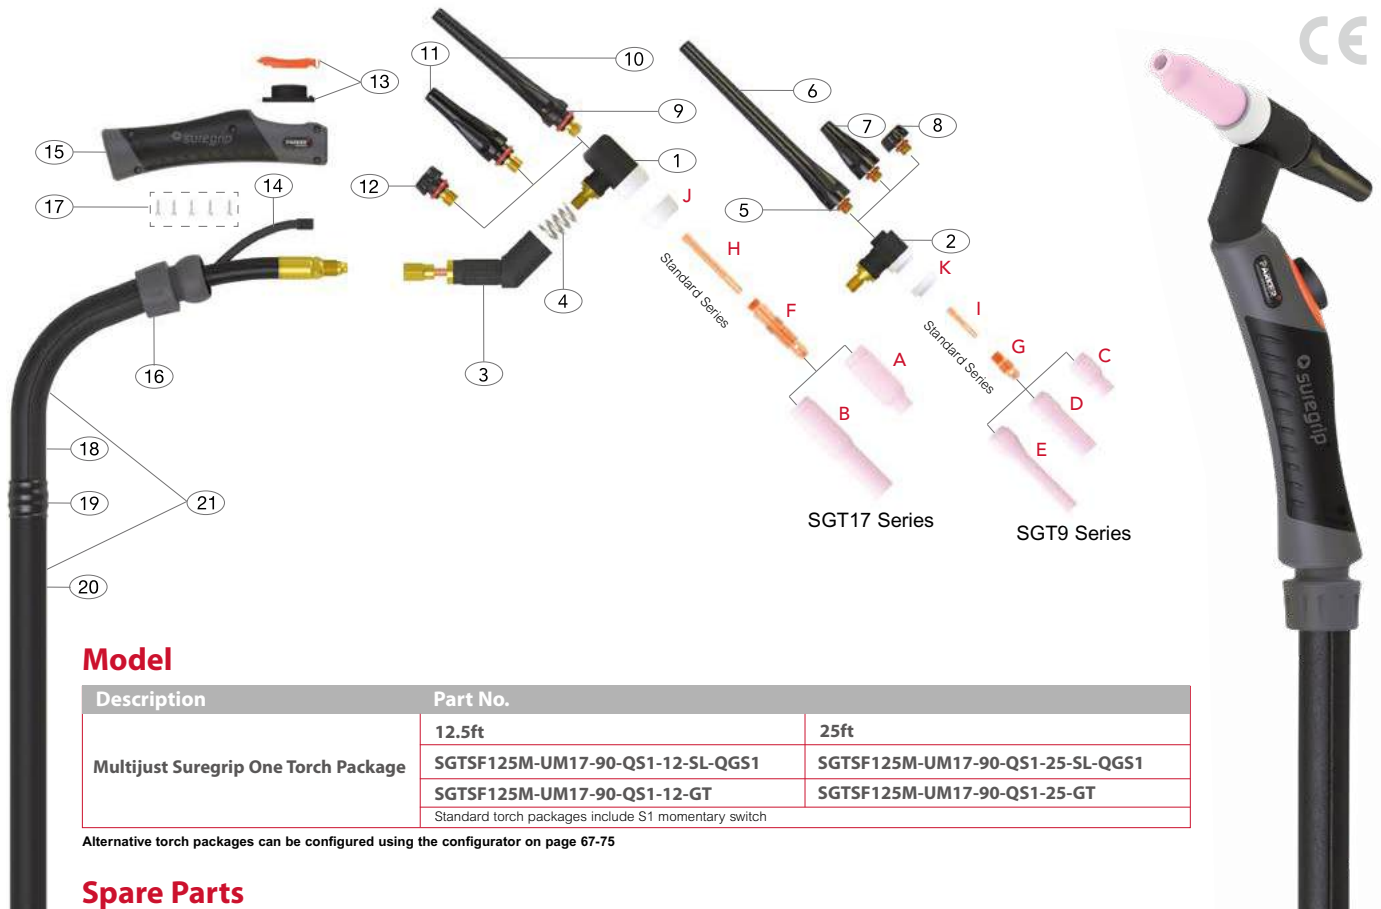 CE
11
10
6
13
9
7
8
suregrip
PARKER
15
1
12
14
17
J
5
2
H
K
4
Standard Series
I
F
Standard Series
G
PARKER
3
16
A
C
B
D
E
suregrip
18
19
21
SGT17 Series
SGT9 Series
20
Model
Description Part No.
12.5ft 25ft
Multijust Suregrip One Torch Package
SGTSF125M-UM17-90-QS1-12-SL-QGS1 SGTSF125M-UM17-90-QS1-25-SL-QGS1
SGTSF125M-UM17-90-QS1-12-GT SGTSF125M-UM17-90-QS1-25-GT
Standard torch packages include S1 momentary switch
Alternative torch packages can be configured using the configurator on page 67-75
Spare Parts